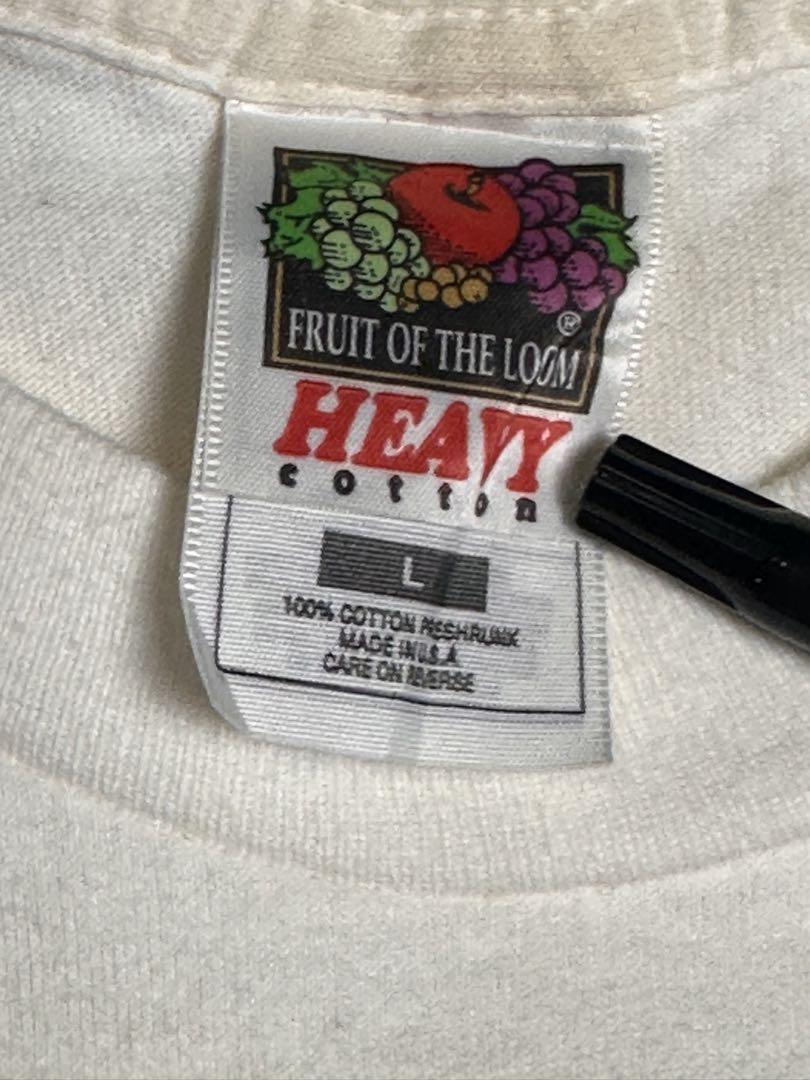 FRUIT OF THE LOOM
®
HEAVY
cotton
L
100% COTTON PRESHRUNK
MADE IN U.S.A
CARE ON REVERSE